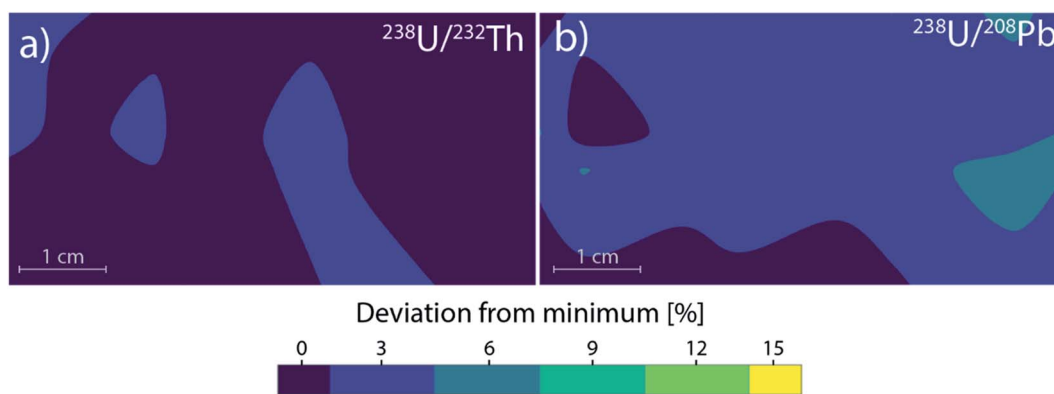 a) ²³⁸U/²³²Th
b) ²³⁸U/²⁰⁸Pb
1 cm
1 cm
Deviation from minimum [%]
0 3 6 9 12 15